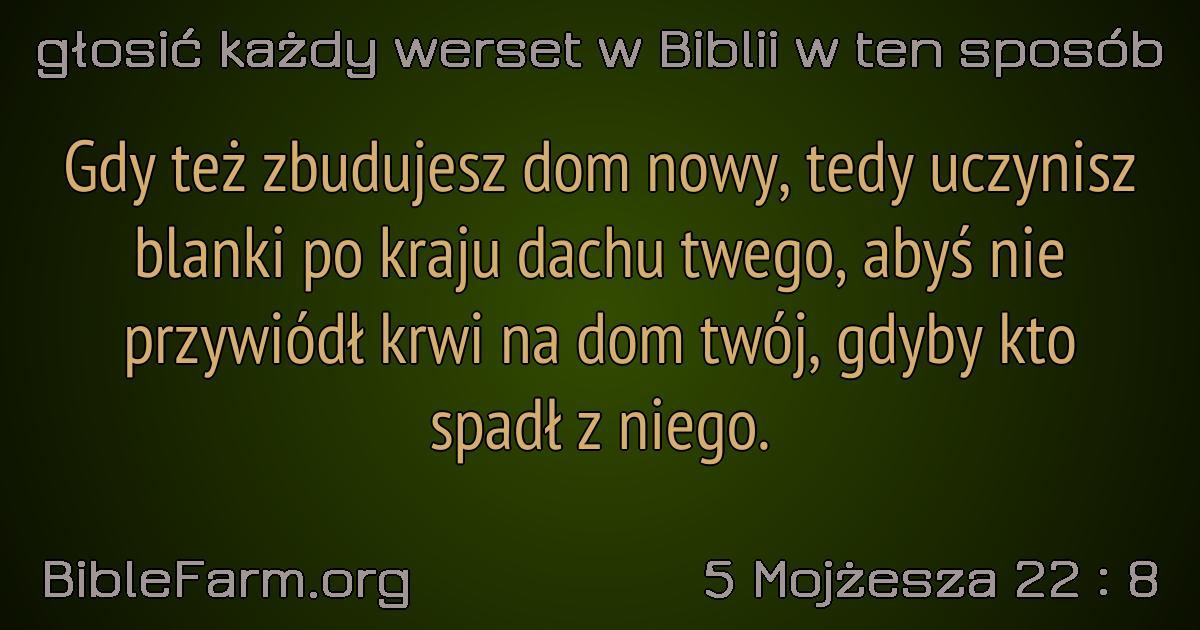 głosić każdy werset w Biblii w ten sposób
Gdy też zbudujesz dom nowy, tedy uczynisz
blanki po kraju dachu twego, abyś nie
przywiódł krwi na dom twój, gdyby kto
spadł z niego.
BibleFarm.org
5 Mojżesza 22 : 8